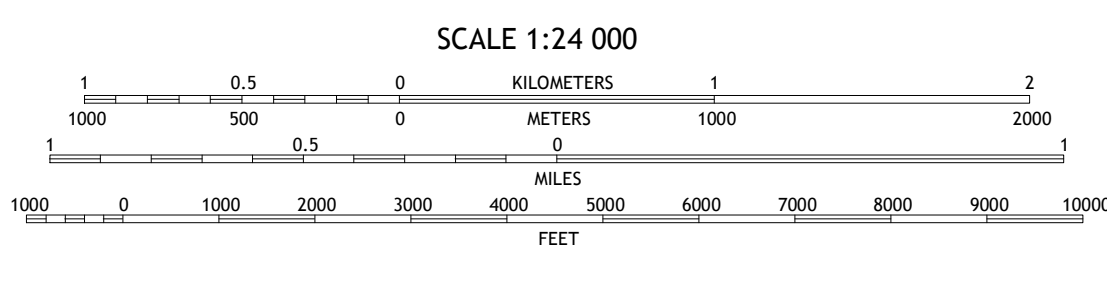 SCALE 1:24 000
1 0.5 0 KILOMETERS 1 2
1000 500 0 METERS 1000 2000
1 0.5 0 1
MILES
1000 0 1000 2000 3000 4000 5000 6000 7000 8000 9000 10000
FEET